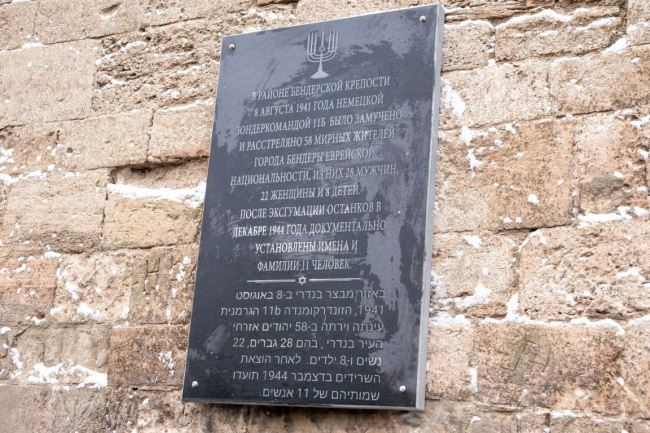 В РАЙОНЕ БЕНДЕРСКОЙ КРЕПОСТИ
8 АВГУСТА 1941 ГОДА НЕМЕЦКОЙ
ЗОНДЕРКОМАНДОЙ 11Б БЫЛО ЗАМУЧЕНО
И РАССТРЕЛЯНО 58 МИРНЫХ ЖИТЕЛЕЙ
ГОРОДА БЕНДЕРЫ ЕВРЕЙСКОЙ
НАЦИОНАЛЬНОСТИ, ИЗ НИХ 28 МУЖЧИН,
22 ЖЕНЩИНЫ И 8 ДЕТЕЙ.
ПОСЛЕ ЭКСГУМАЦИИ ОСТАНКОВ В
ДЕКАБРЕ 1944 ГОДА ДОКУМЕНТАЛЬНО
УСТАНОВЛЕНЫ ИМЕНА И
ФАМИЛИИ 11 ЧЕЛОВЕК
באזור מבצר בנדרי ב-8 באוגוסט
1941, הזונדרקומנדה 11b הגרמנית
עינתה וירתה ב-58 יהודים אזרחי
העיר בנדרי, בהם 28 גברים, 22
נשים ו-8 ילדים. לאחר הוצאת
השרידים בדצמבר 1944 תועדו
שמותיהם של 11 אנשים.